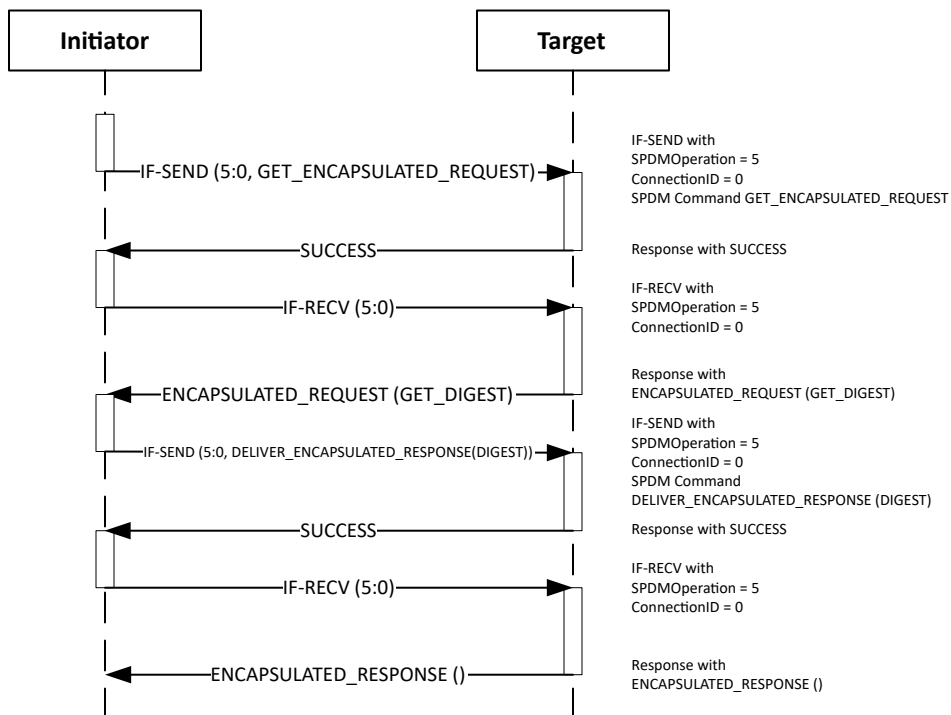 Initiator
Target
IF-SEND (5:0, GET_ENCAPSULATED_REQUEST)
IF-SEND with
SPDMOperation = 5
ConnectionID = 0
SPDM Command GET_ENCAPSULATED_REQUEST
SUCCESS
Response with SUCCESS
IF-RECV (5:0)
IF-RECV with
SPDMOperation = 5
ConnectionID = 0
ENCAPSULATED_REQUEST (GET_DIGEST)
Response with
ENCAPSULATED_REQUEST (GET_DIGEST)
IF-SEND (5:0, DELIVER_ENCAPSULATED_RESPONSE(DIGEST))
IF-SEND with
SPDMOperation = 5
ConnectionID = 0
SPDM Command
DELIVER_ENCAPSULATED_RESPONSE (DIGEST)
SUCCESS
Response with SUCCESS
IF-RECV (5:0)
IF-RECV with
SPDMOperation = 5
ConnectionID = 0
ENCAPSULATED_RESPONSE ()
Response with
ENCAPSULATED_RESPONSE ()